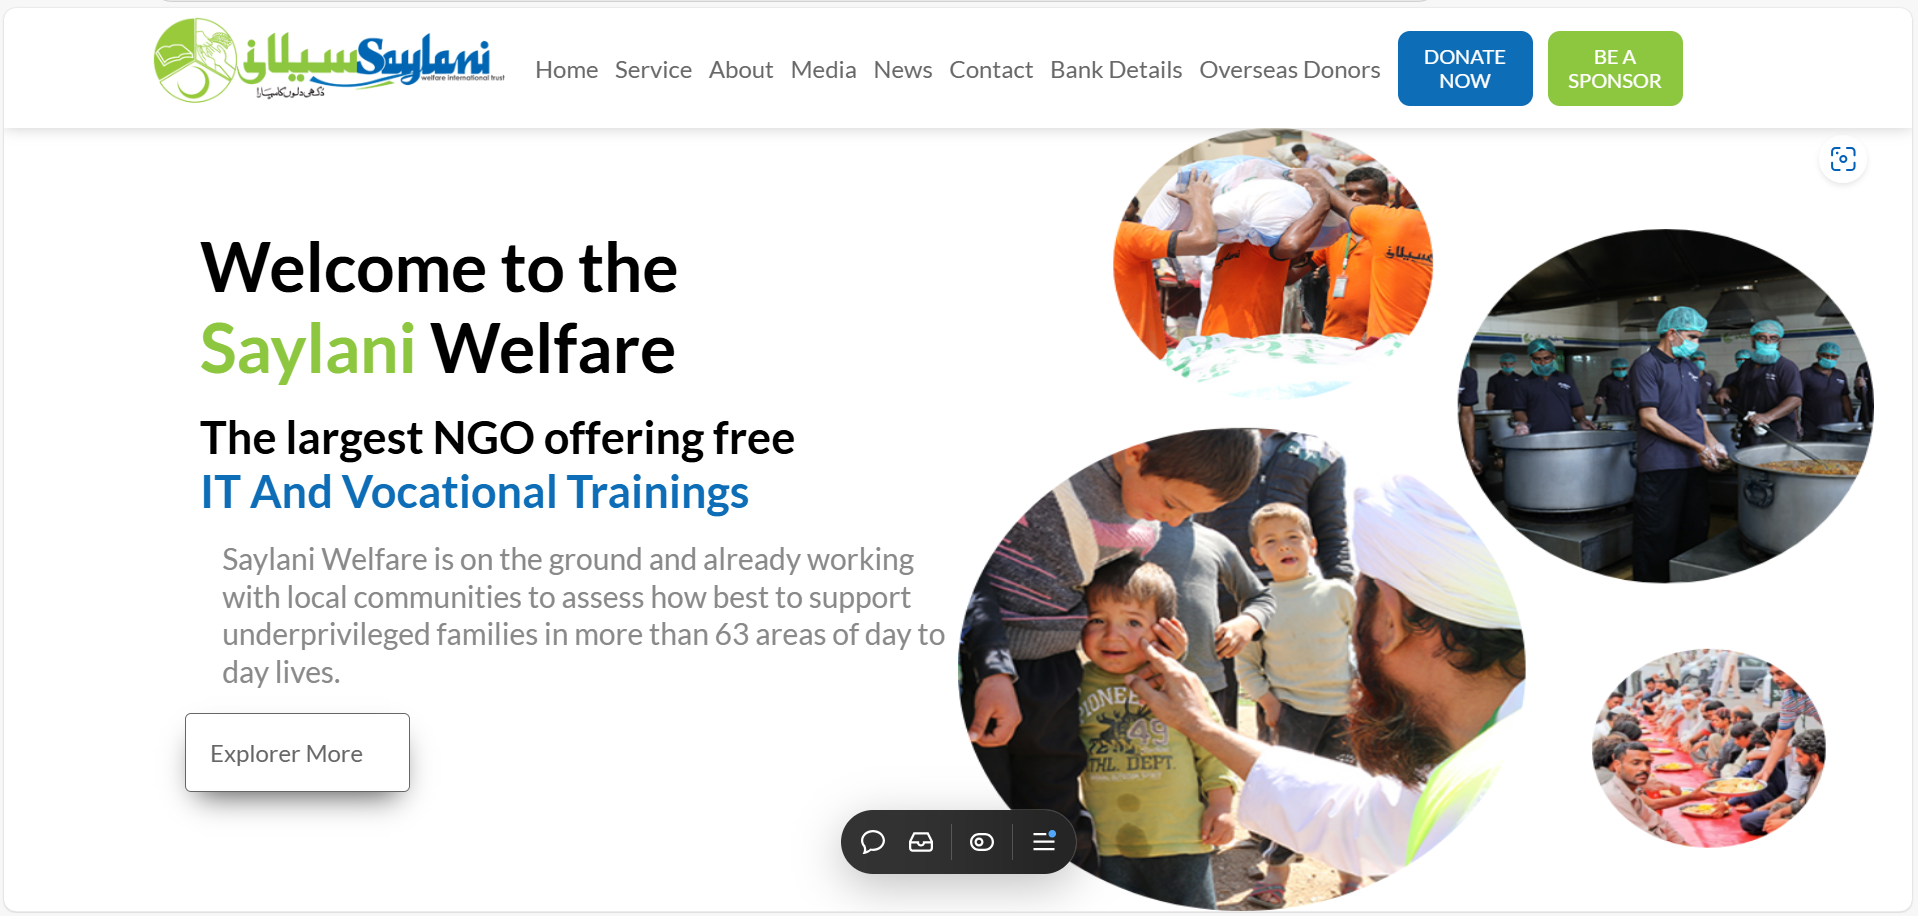 سیلانی Saylani
welfare international trust
دکھی دلوں کا سہارا
Home Service About Media News Contact Bank Details Overseas Donors
DONATE
NOW
BE A
SPONSOR
Welcome to the
Saylani Welfare
The largest NGO offering free
IT And Vocational Trainings
Saylani Welfare is on the ground and already working
with local communities to assess how best to support
underprivileged families in more than 63 areas of day to
day lives.
Explorer More
سیلانی
PIONEE
49
THL. DEPT.